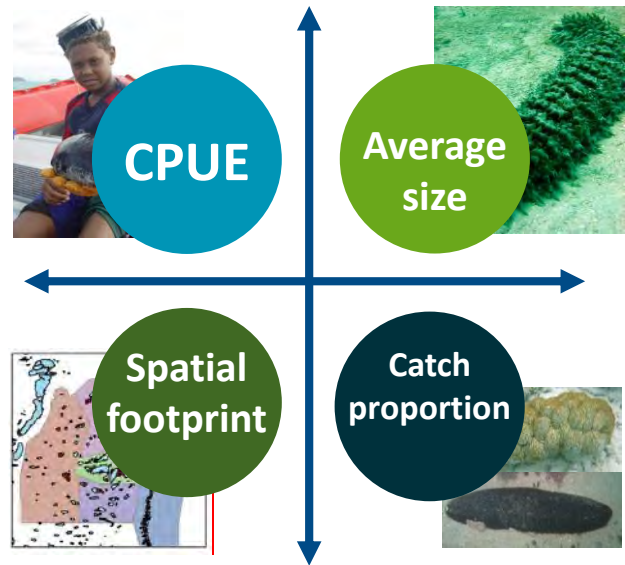 CPUE
Average
size
Spatial
footprint
Catch
proportion